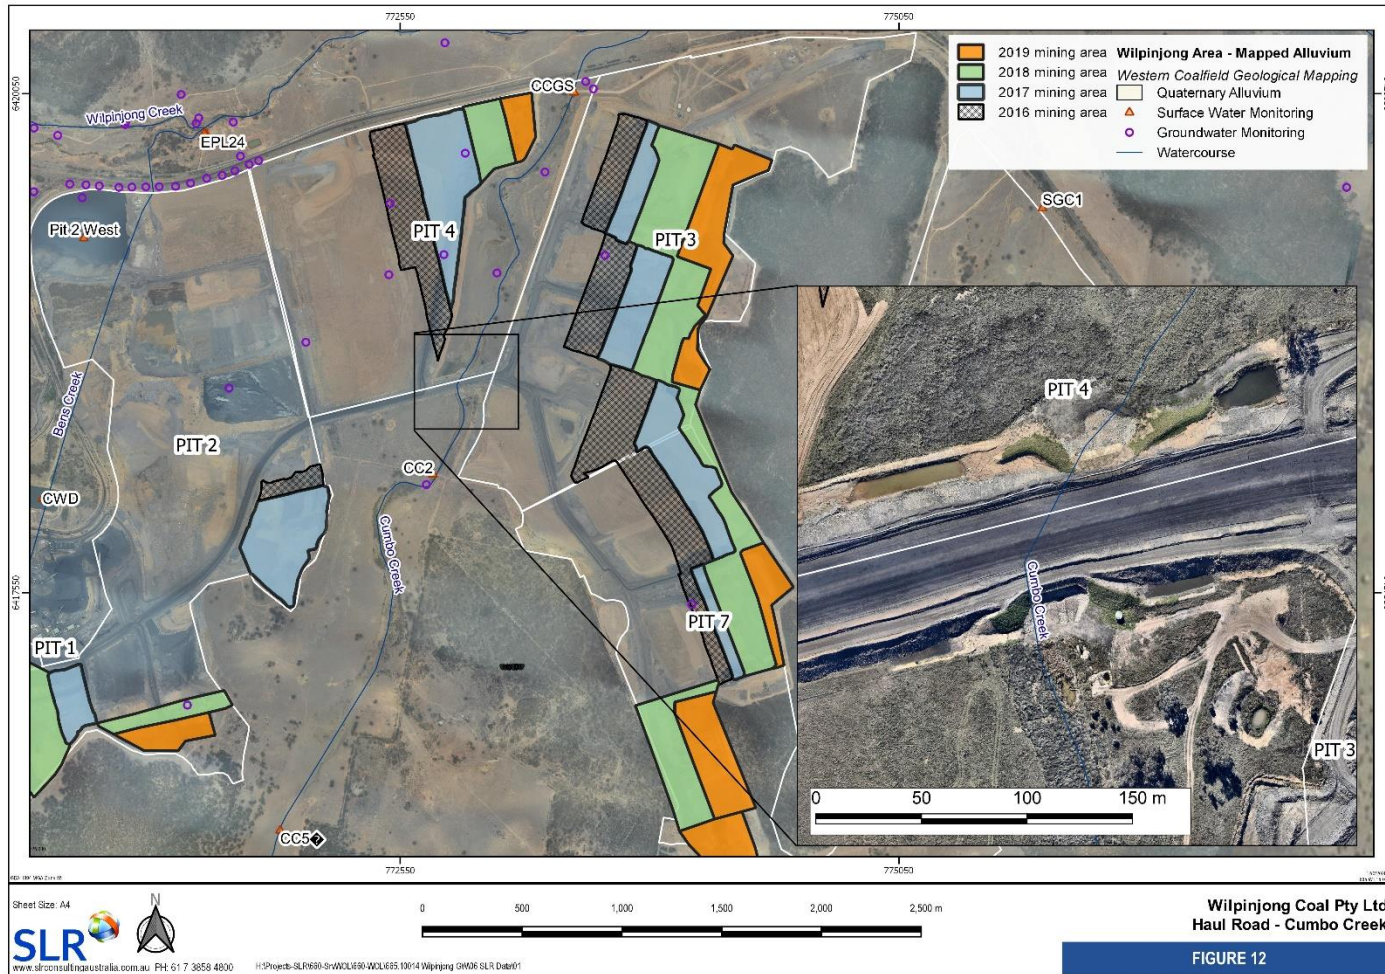 772550
775050
6420050
2019 mining area
2018 mining area
2017 mining area
2016 mining area
Wilpinjong Area - Mapped Alluvium
Western Coalfield Geological Mapping
Quaternary Alluvium
Surface Water Monitoring
Groundwater Monitoring
Watercourse
CCGS
Wilpinjong Creek
EPL24
SGC1
Pit 2 West
PIT 4
PIT 3
Bens Creek
PIT 2
CC2
CWD
Cumbo Creek
6417550
PIT 7
PIT 1
CC5�
PIT 4
Cumbo Creek
PIT 3
0 50 100 150 m
772550
775050
Sheet Size: A4
N
0 500 1,000 1,500 2,000 2,500 m
SLR
www.slrconsultingaustralia.com.au PH: 61 7 3858 4800
Wilpinjong Coal Pty Ltd
Haul Road - Cumbo Creek
FIGURE 12